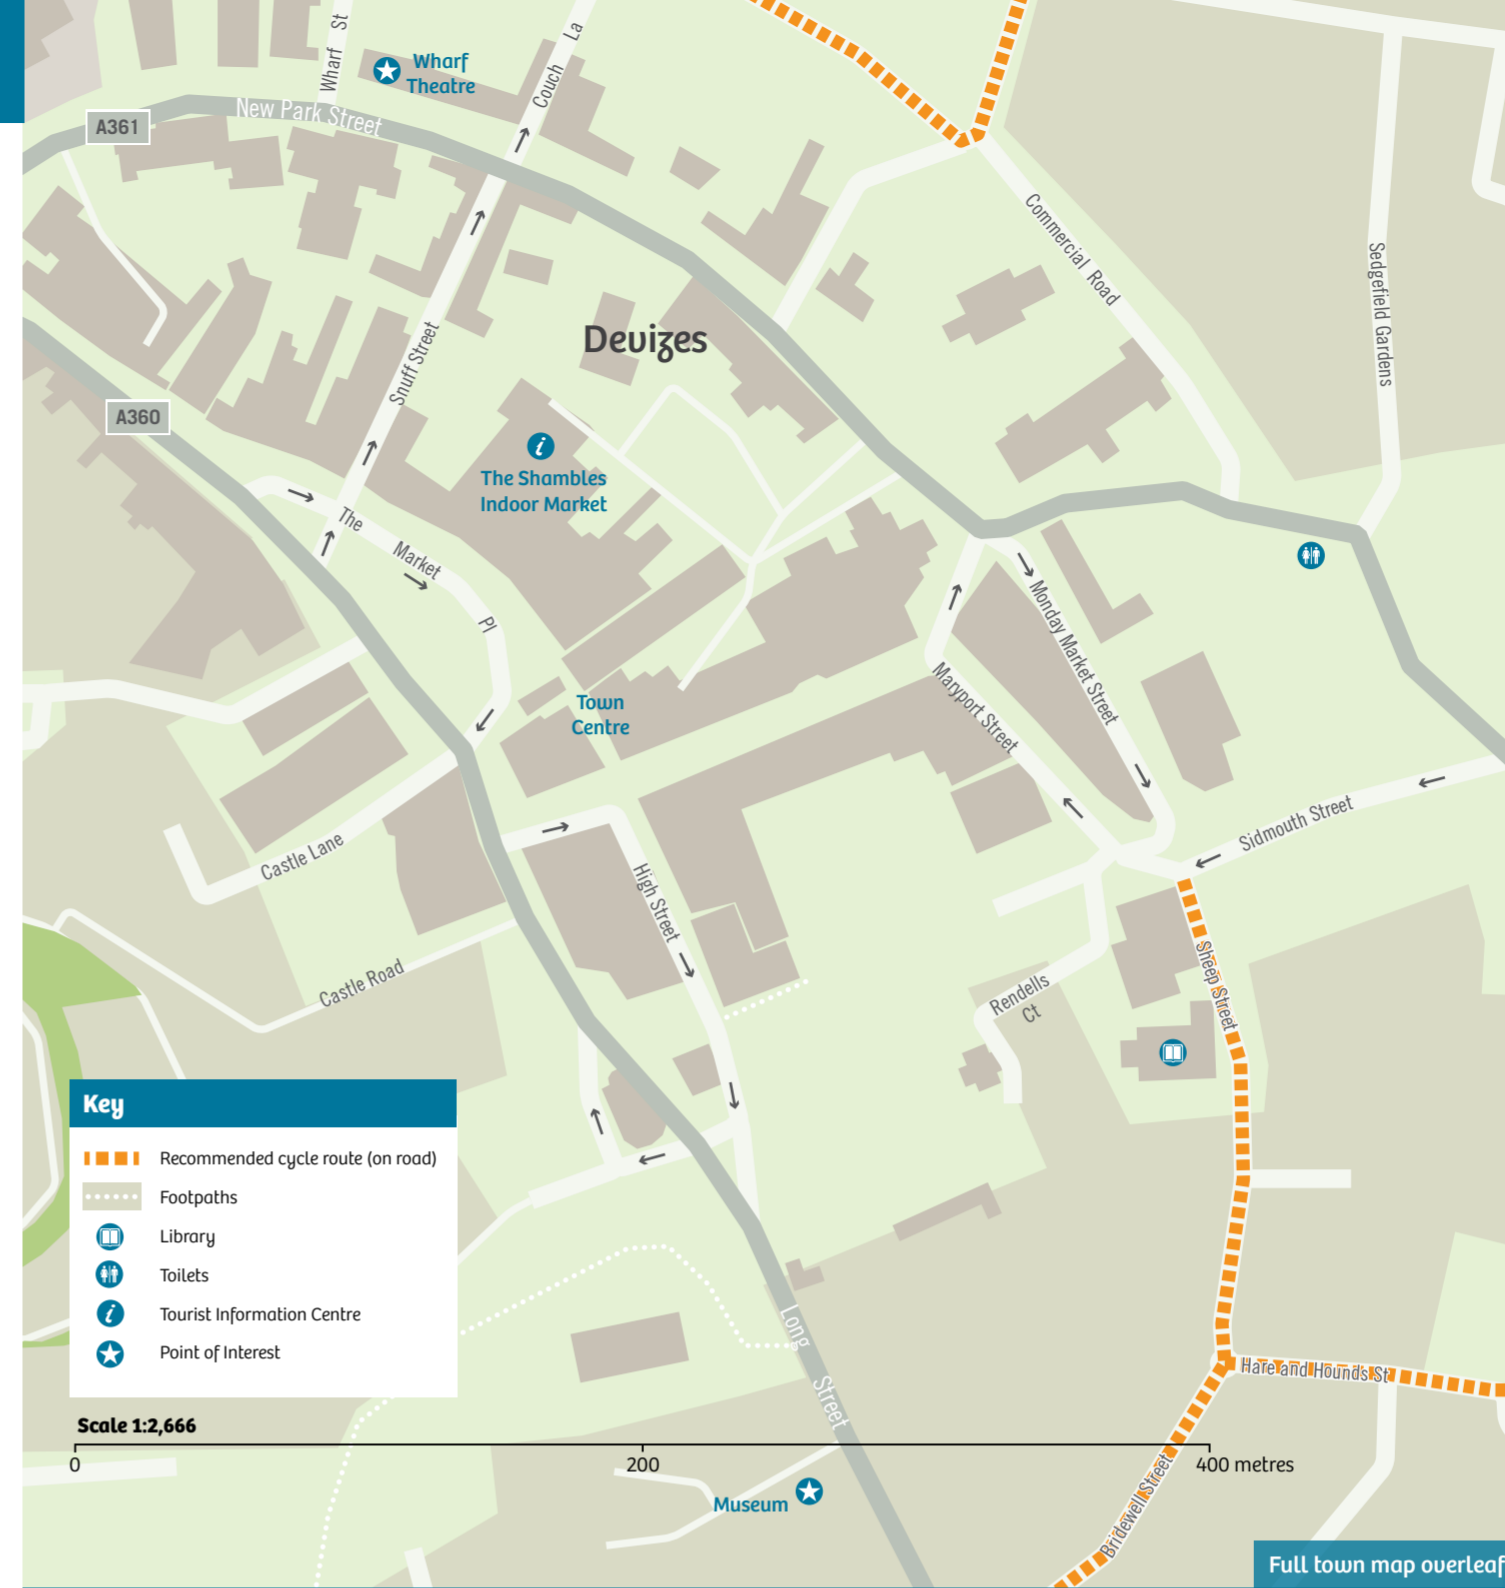 Wharf St
Wharf
Theatre
Couch La
New Park Street
A361
Commercial Road
Sedgefield Gardens
Devizes
Snuff Street
A360
The Shambles
Indoor Market
The Market Pl
Monday Market Street
Maryport Street
Town
Centre
Sidmouth Street
Castle Lane
High Street
Castle Road
Sheep Street
Rendells
Ct
Key
Recommended cycle route (on road)
Footpaths
Library
Toilets
i
Tourist Information Centre
Point of Interest
Long Street
Hare and Hounds St
Scale 1:2,666
0
200
400 metres
Museum
Bridewell Street
Full town map overleaf